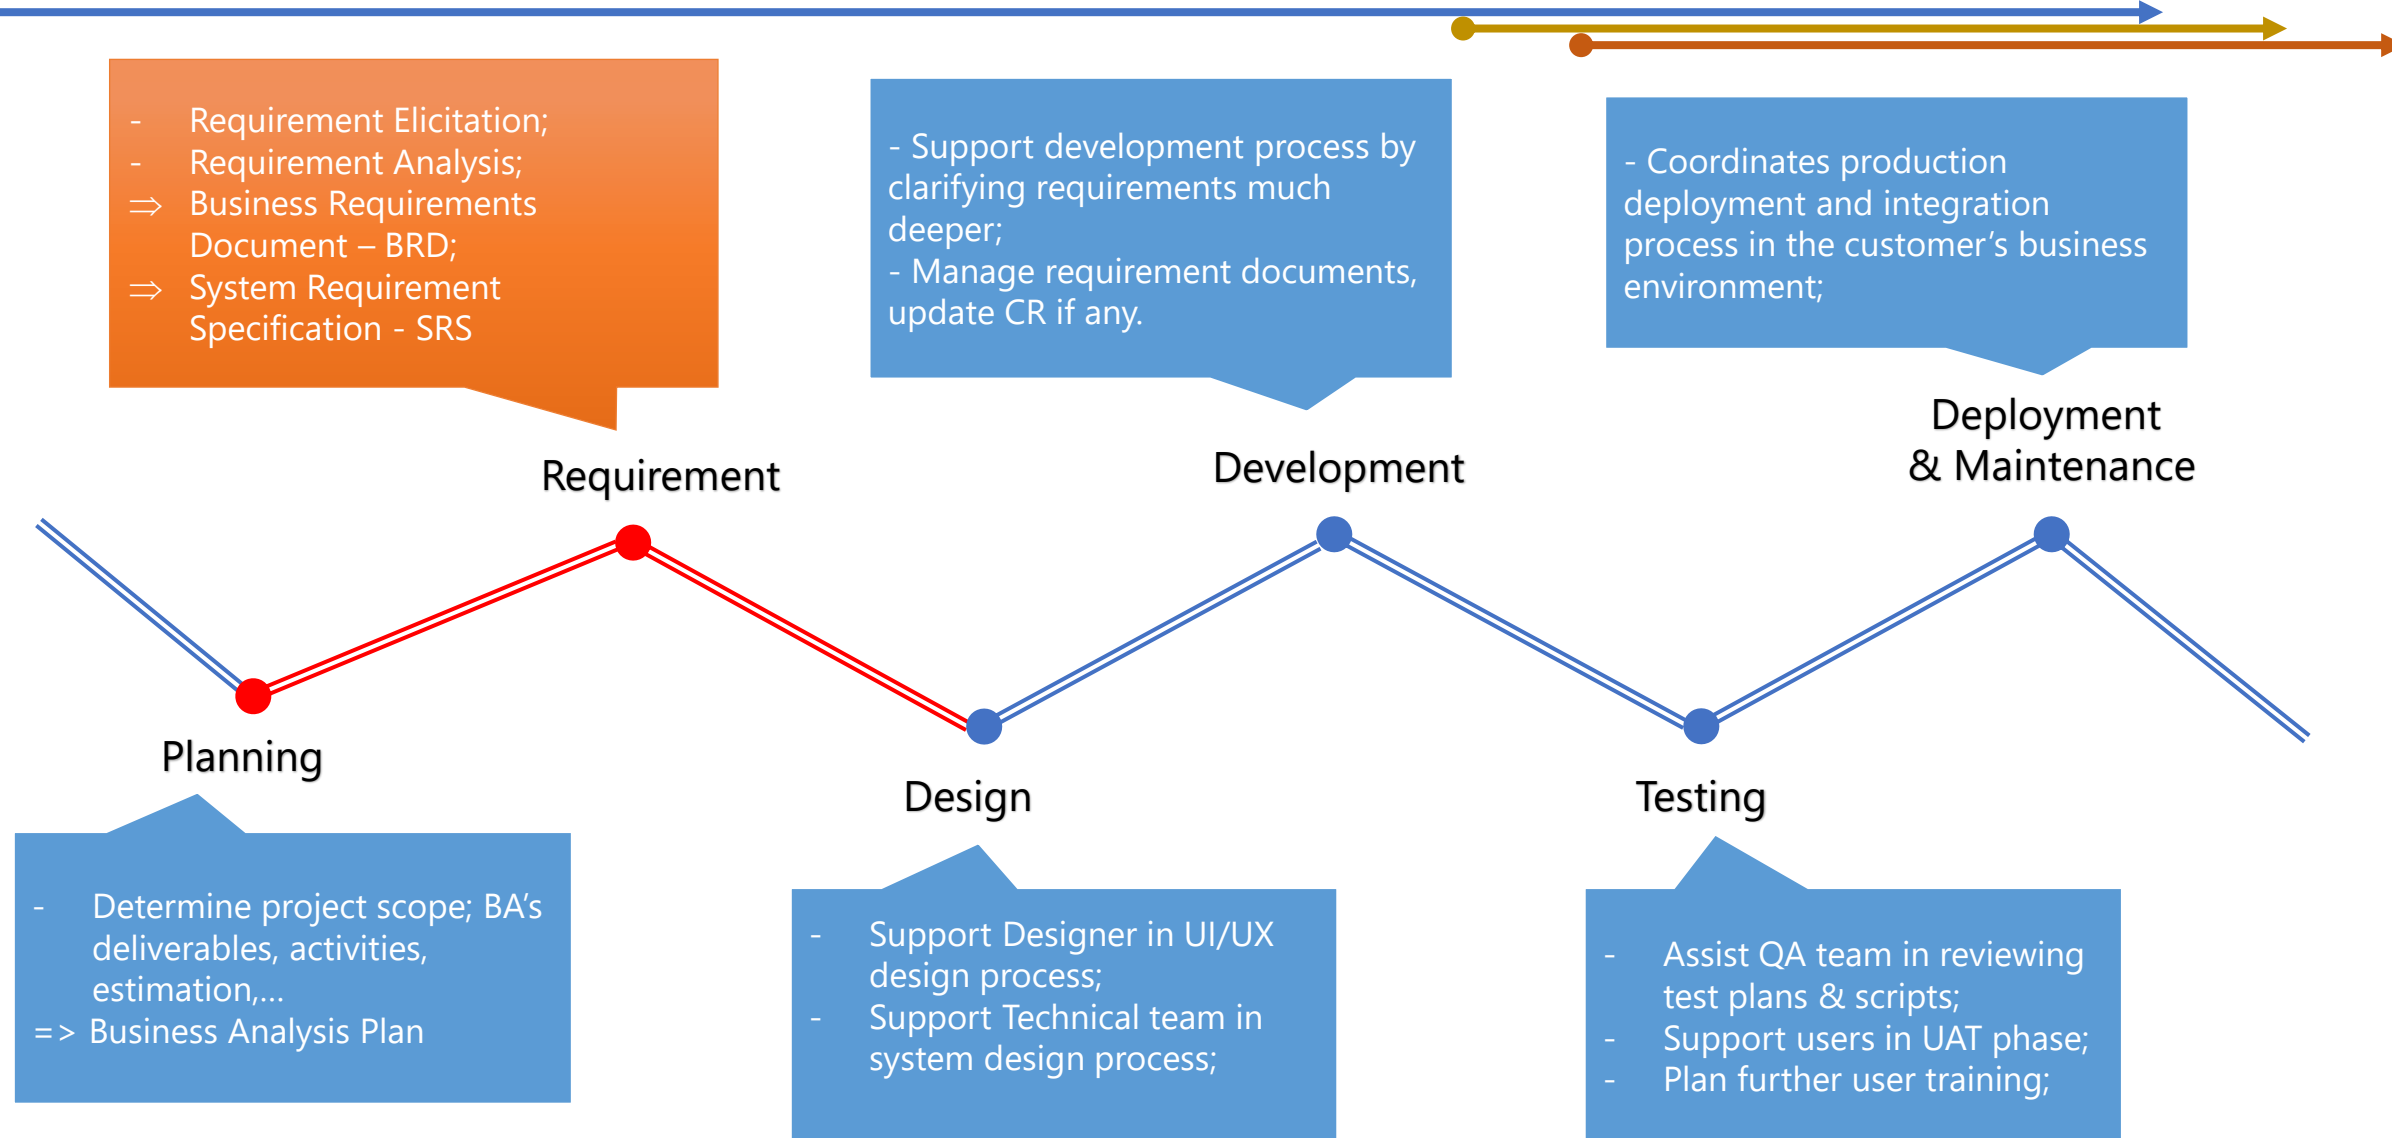 - Requirement Elicitation;
- Requirement Analysis;
⇒ Business Requirements
Document – BRD;
⇒ System Requirement
Specification - SRS
- Support development process by
clarifying requirements much
deeper;
- Manage requirement documents,
update CR if any.
- Coordinates production
deployment and integration
process in the customer’s business
environment;
Requirement
Development
Deployment
& Maintenance
Planning
Design
Testing
- Determine project scope; BA’s
deliverables, activities,
estimation,...
=> Business Analysis Plan
- Support Designer in UI/UX
design process;
- Support Technical team in
system design process;
- Assist QA team in reviewing
test plans & scripts;
- Support users in UAT phase;
- Plan further user training;